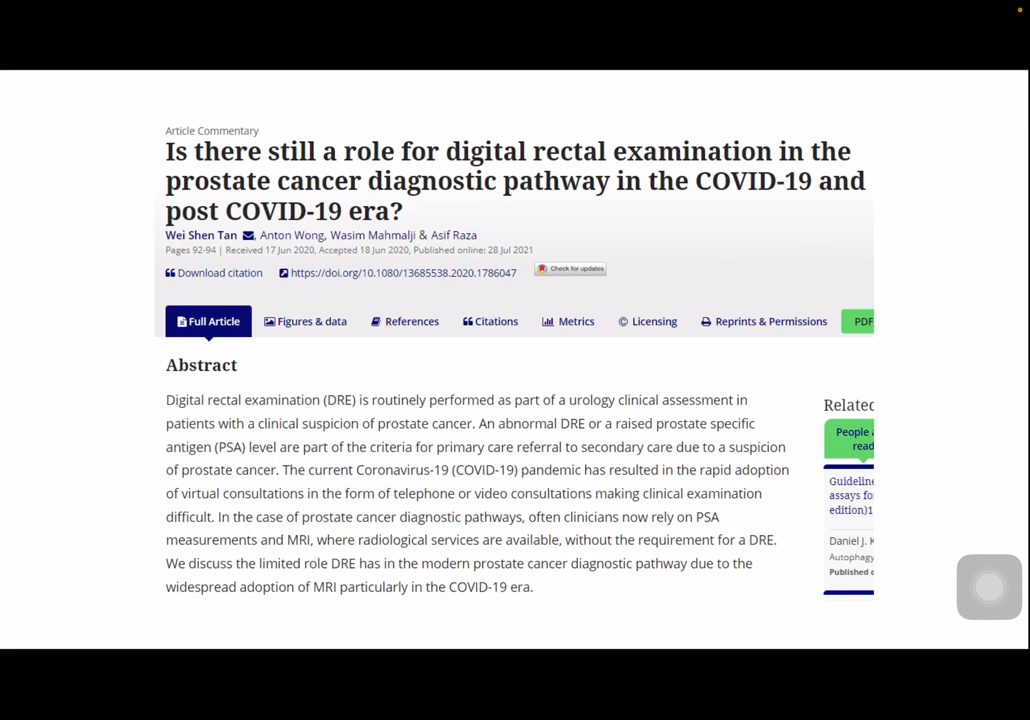 Article Commentary
Is there still a role for digital rectal examination in the
prostate cancer diagnostic pathway in the COVID-19 and
post COVID-19 era?
Wei Shen Tan, Anton Wong, Wasim Mahmalji & Asif Raza
Pages 92-94 | Received 17 Jun 2020, Accepted 18 Jun 2020, Published online: 28 Jul 2021
Download citation https://doi.org/10.1080/13685538.2020.1786047 Check for updates
Full Article Figures & data References Citations Metrics Licensing Reprints & Permissions PDF
Abstract
Digital rectal examination (DRE) is routinely performed as part of a urology clinical assessment in
patients with a clinical suspicion of prostate cancer. An abnormal DRE or a raised prostate specific
antigen (PSA) level are part of the criteria for primary care referral to secondary care due to a suspicion
of prostate cancer. The current Coronavirus-19 (COVID-19) pandemic has resulted in the rapid adoption
of virtual consultations in the form of telephone or video consultations making clinical examination
difficult. In the case of prostate cancer diagnostic pathways, often clinicians now rely on PSA
measurements and MRI, where radiological services are available, without the requirement for a DRE.
We discuss the limited role DRE has in the modern prostate cancer diagnostic pathway due to the
widespread adoption of MRI particularly in the COVID-19 era.
Related
People a
read
Guideline
assays fo
edition)1
Daniel J. K
Autophagy
Published o